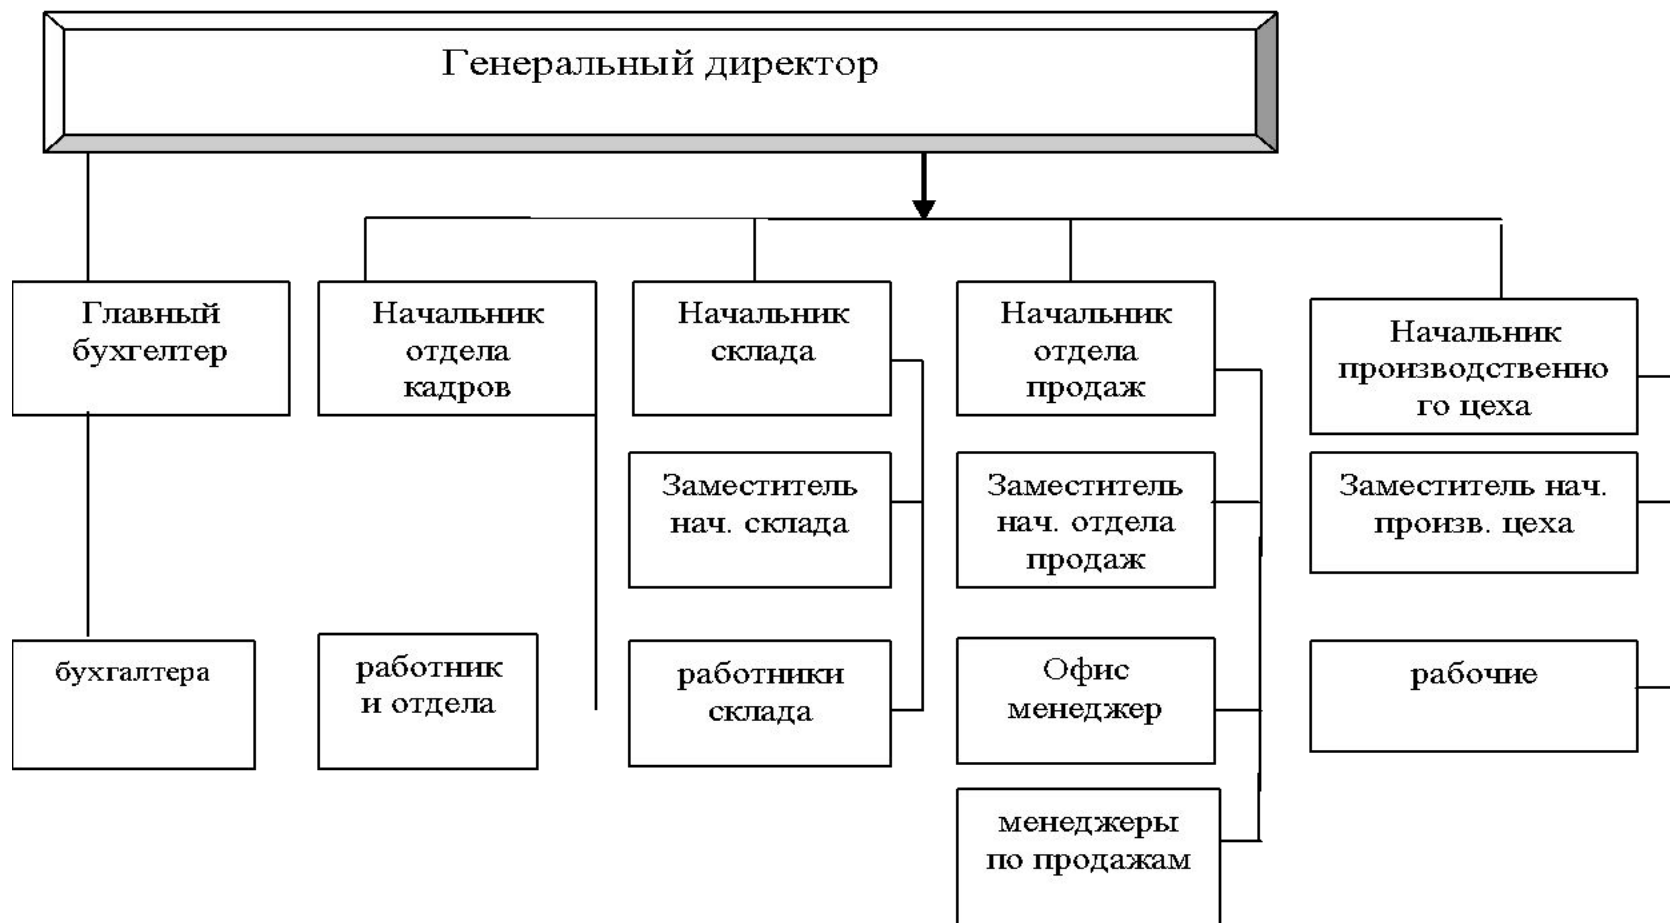 Генеральный директор
Главный
бухгелтер
Начальник
отдела
кадров
Начальник
склада
Начальник
отдела
продаж
Начальник
производственно
го цеха
Заместитель
нач. склада
Заместитель
нач. отдела
продаж
Заместитель нач.
произв. цеха
бухгалтера
работник
и отдела
работники
склада
Офис
менеджер
рабочие
менеджеры
по продажам